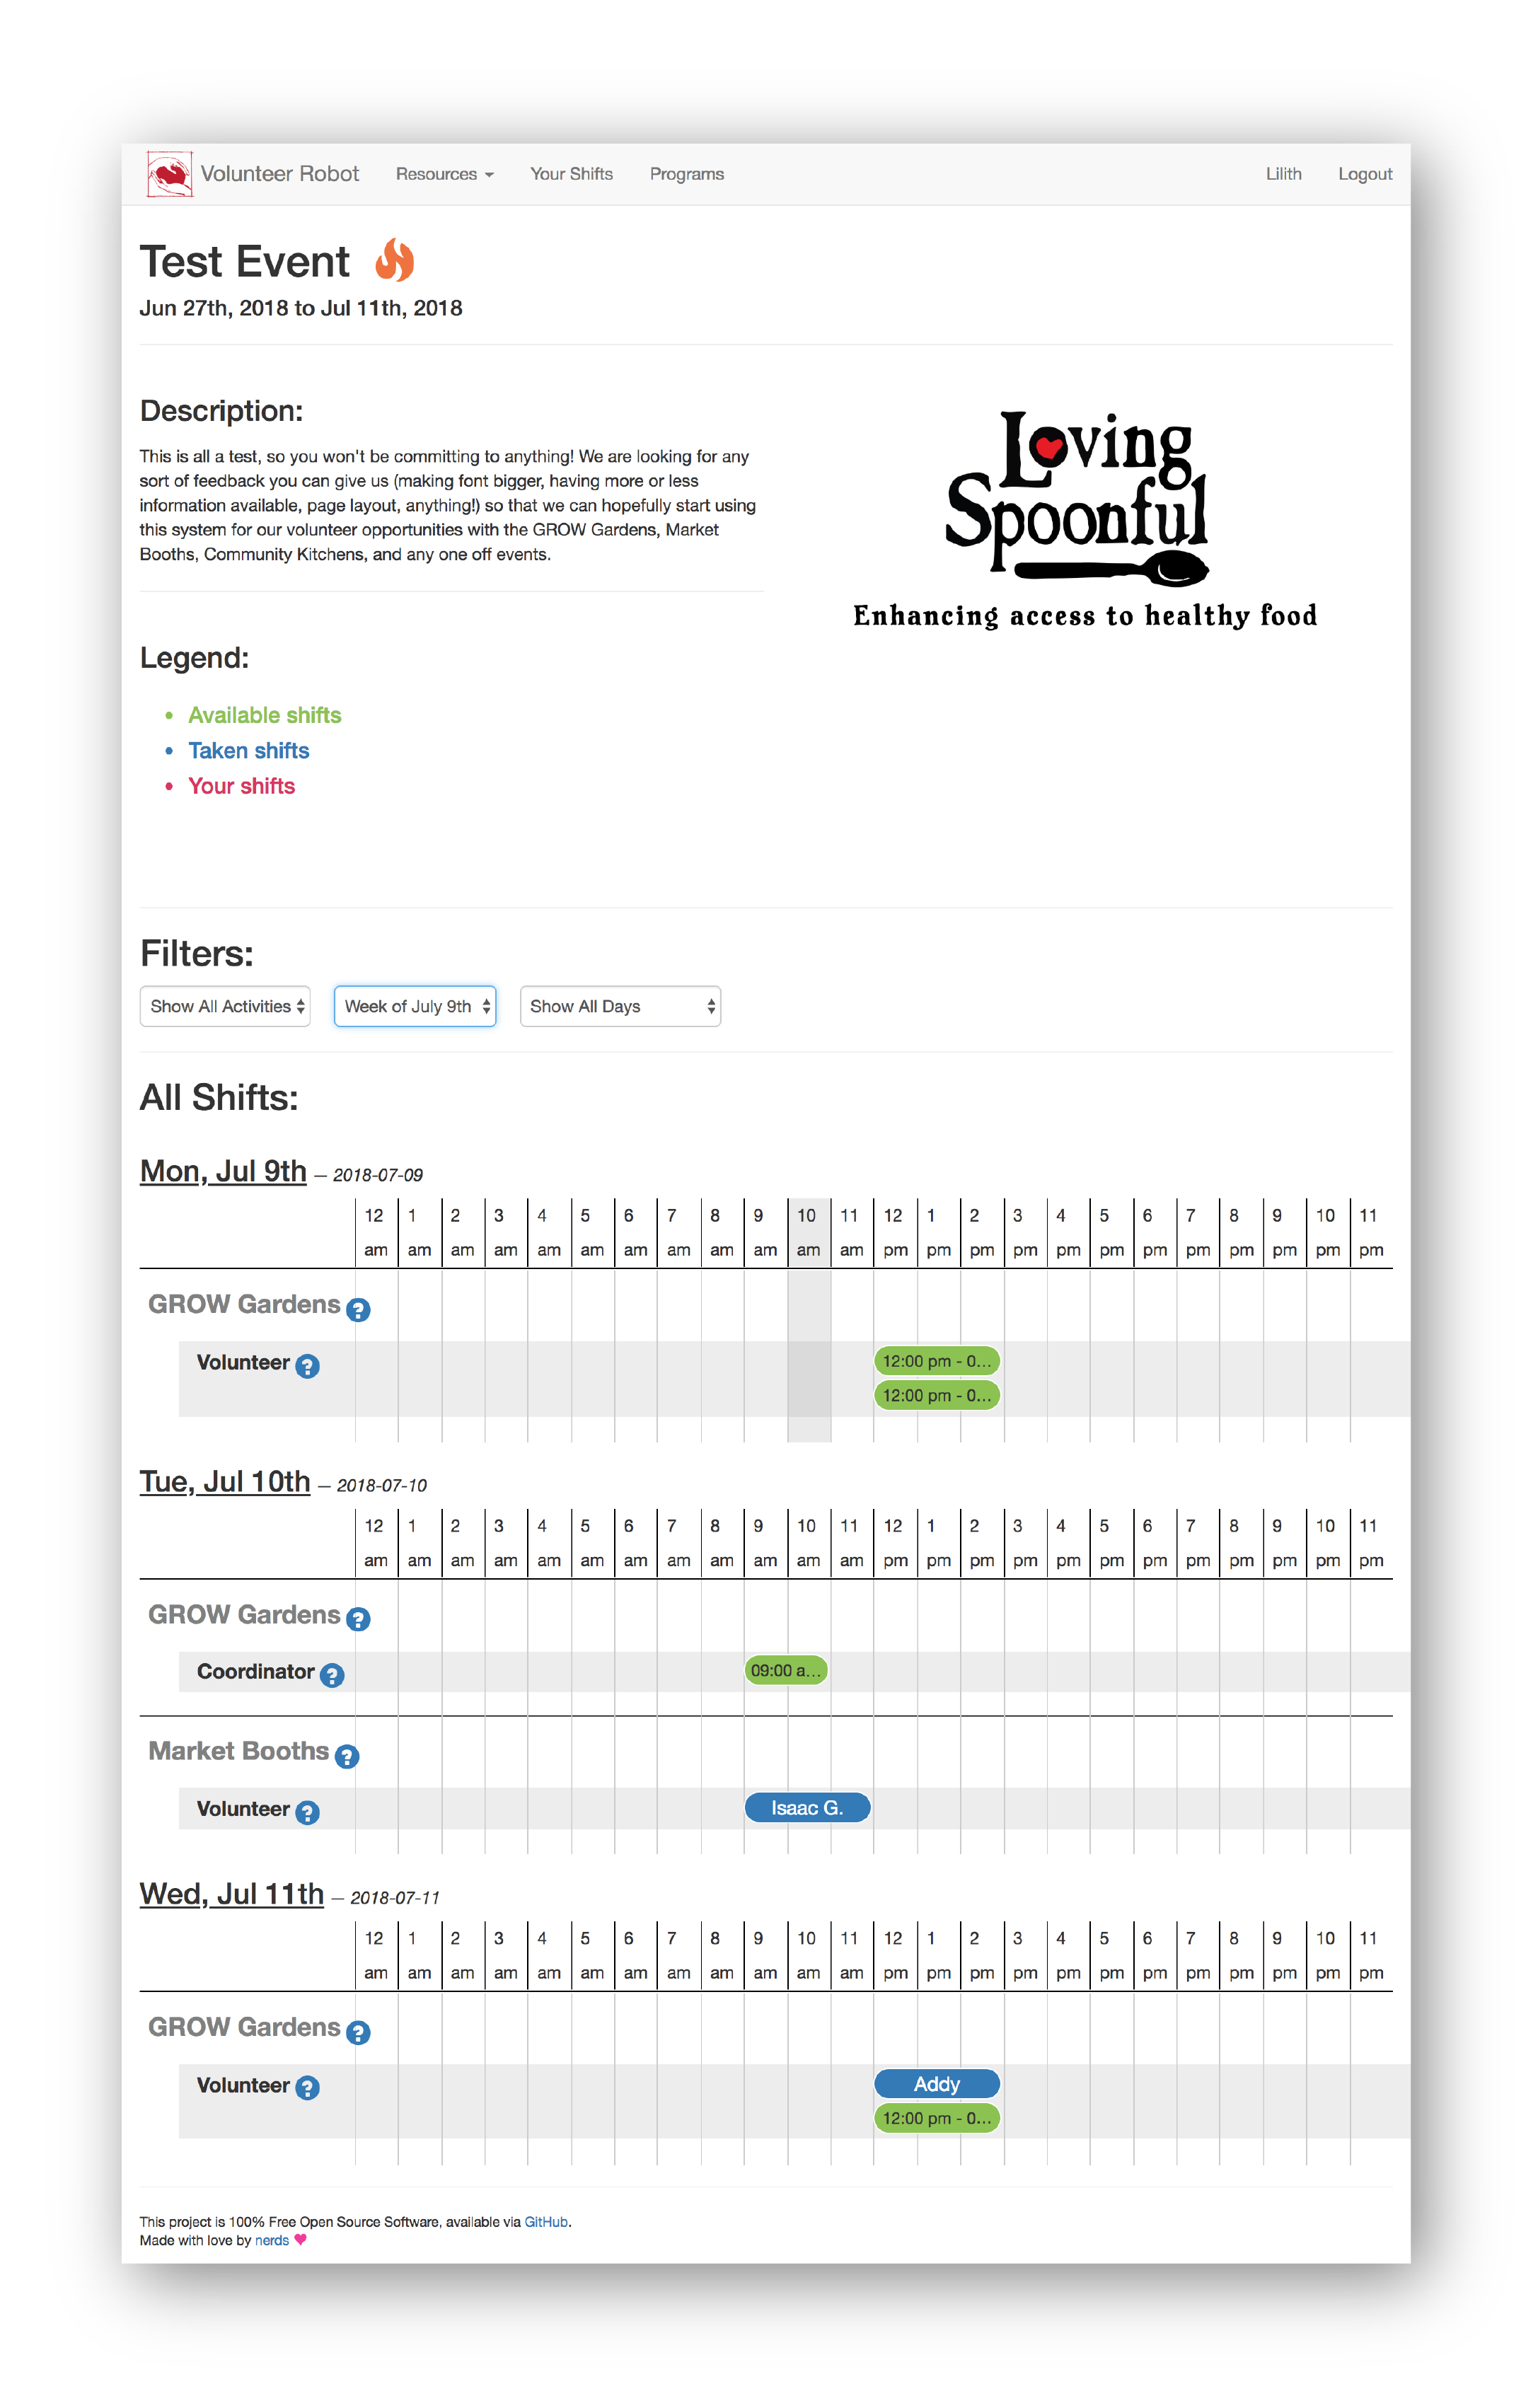 Volunteer Robot Resources Your Shifts Programs Lilith Logout
Test Event
Jun 27th, 2018 to Jul 11th, 2018
Description:
This is all a test, so you won't be committing to anything! We are looking for any
sort of feedback you can give us (making font bigger, having more or less
information available, page layout, anything!) so that we can hopefully start using
this system for our volunteer opportunities with the GROW Gardens, Market
Booths, Community Kitchens, and any one off events.
Loving
Spoonful
Enhancing access to healthy food
Legend:
• Available shifts
• Taken shifts
• Your shifts
Filters:
Show All Activities Week of July 9th Show All Days
All Shifts:
Mon, Jul 9th — 2018-07-09
12 1 2 3 4 5 6 7 8 9 10 11 12 1 2 3 4 5 6 7 8 9 10 11
am am am am am am am am am am am am pm pm pm pm pm pm pm pm pm pm pm pm
GROW Gardens ?
Volunteer ? 12:00 pm - 0...
12:00 pm - 0...
Tue, Jul 10th — 2018-07-10
12 1 2 3 4 5 6 7 8 9 10 11 12 1 2 3 4 5 6 7 8 9 10 11
am am am am am am am am am am am am pm pm pm pm pm pm pm pm pm pm pm pm
GROW Gardens ?
Coordinator ? 09:00 a...
Market Booths ?
Volunteer ? Isaac G.
Wed, Jul 11th — 2018-07-11
12 1 2 3 4 5 6 7 8 9 10 11 12 1 2 3 4 5 6 7 8 9 10 11
am am am am am am am am am am am am pm pm pm pm pm pm pm pm pm pm pm pm
GROW Gardens ?
Volunteer ? Addy
12:00 pm - 0...
This project is 100% Free Open Source Software, available via GitHub.
Made with love by nerds ♥